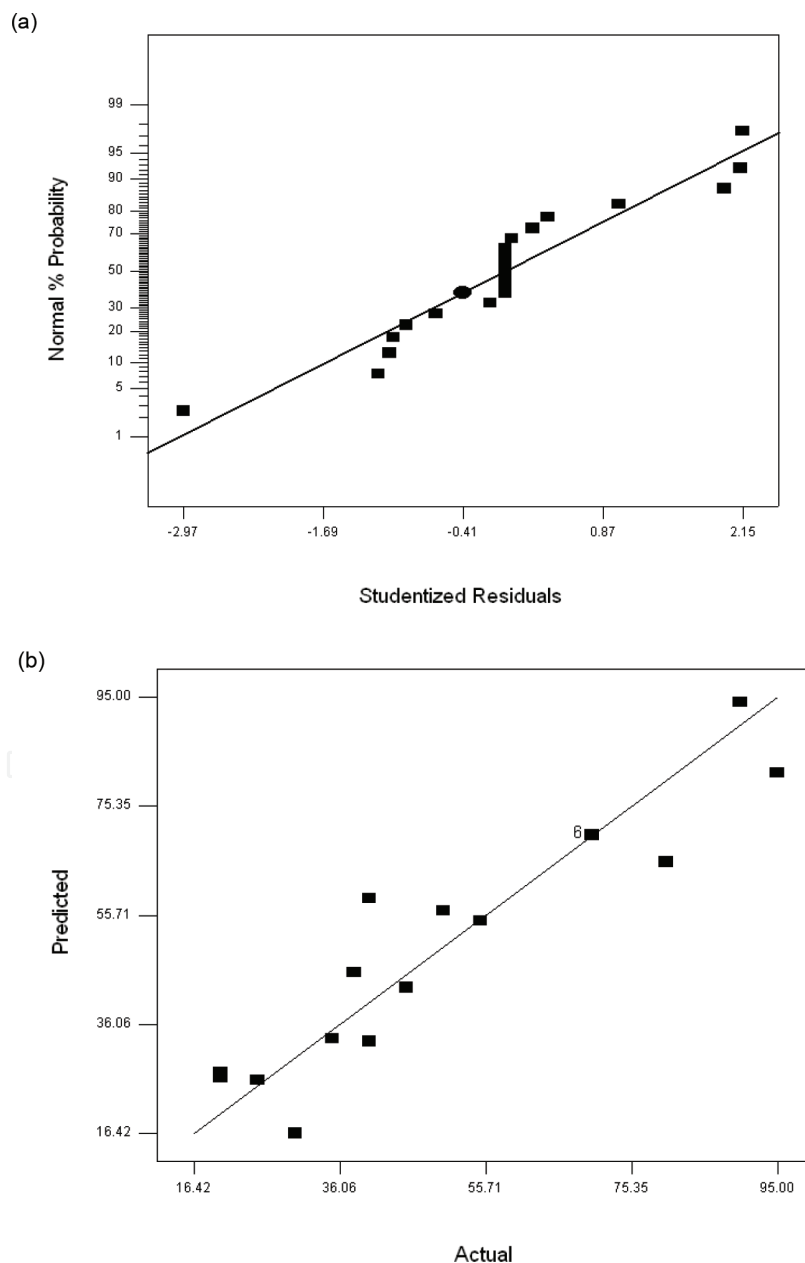 (a)
Normal % Probability
99
95
90
80
70
50
30
20
10
5
1
-2.97 -1.69 -0.41 0.87 2.15
Studentized Residuals
(b)
Predicted
95.00
75.35
55.71
36.06
16.42
6
16.42 36.06 55.71 75.35 95.00
Actual